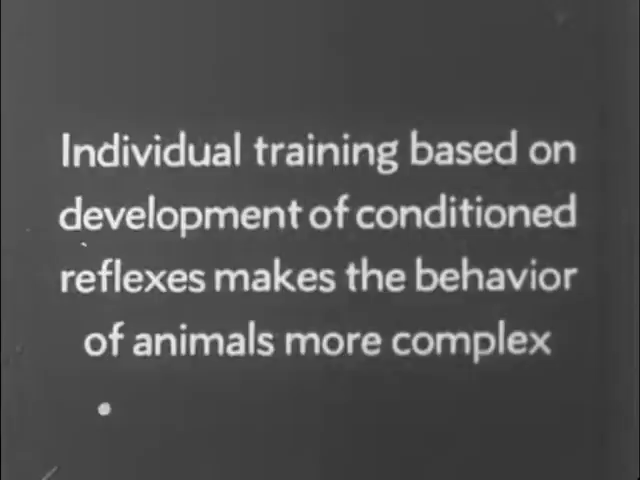 Individual training based on
development of conditioned
reflexes makes the behavior
of animals more complex